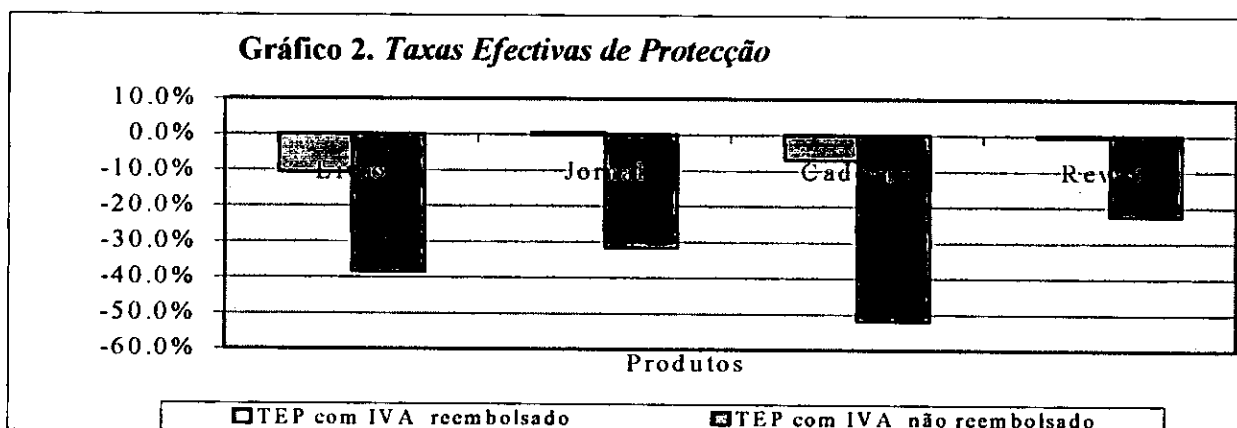 Gráfico 2. Taxas Efectivas de Protecção
10.0%
0.0%
-10.0%
-20.0%
-30.0%
-40.0%
-50.0%
-60.0%
Jornal
Produtos
TEP com IVA reembolsado TEP com IVA não reembolsado